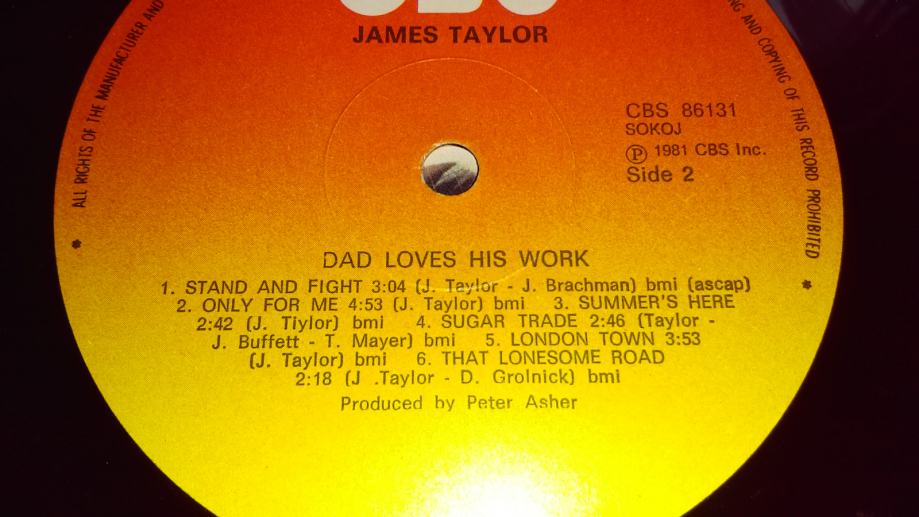 CBS
JAMES TAYLOR
ALL RIGHTS OF THE MANUFACTURER AND
AND COPYING OF THIS RECORD PROHIBITED
CBS 86131
SOKOJ
Ⓟ 1981 CBS Inc.
Side 2
DAD LOVES HIS WORK
1. STAND AND FIGHT 3:04 (J. Taylor - J. Brachman) bmi (ascap)
2. ONLY FOR ME 4:53 (J. Taylor) bmi 3. SUMMER'S HERE
2:42 (J. Tiylor) bmi 4. SUGAR TRADE 2:46 (Taylor -
J. Buffett - T. Mayer) bmi 5. LONDON TOWN 3:53
(J. Taylor) bmi 6. THAT LONESOME ROAD
2:18 (J .Taylor - D. Grolnick) bmi
Produced by Peter Asher